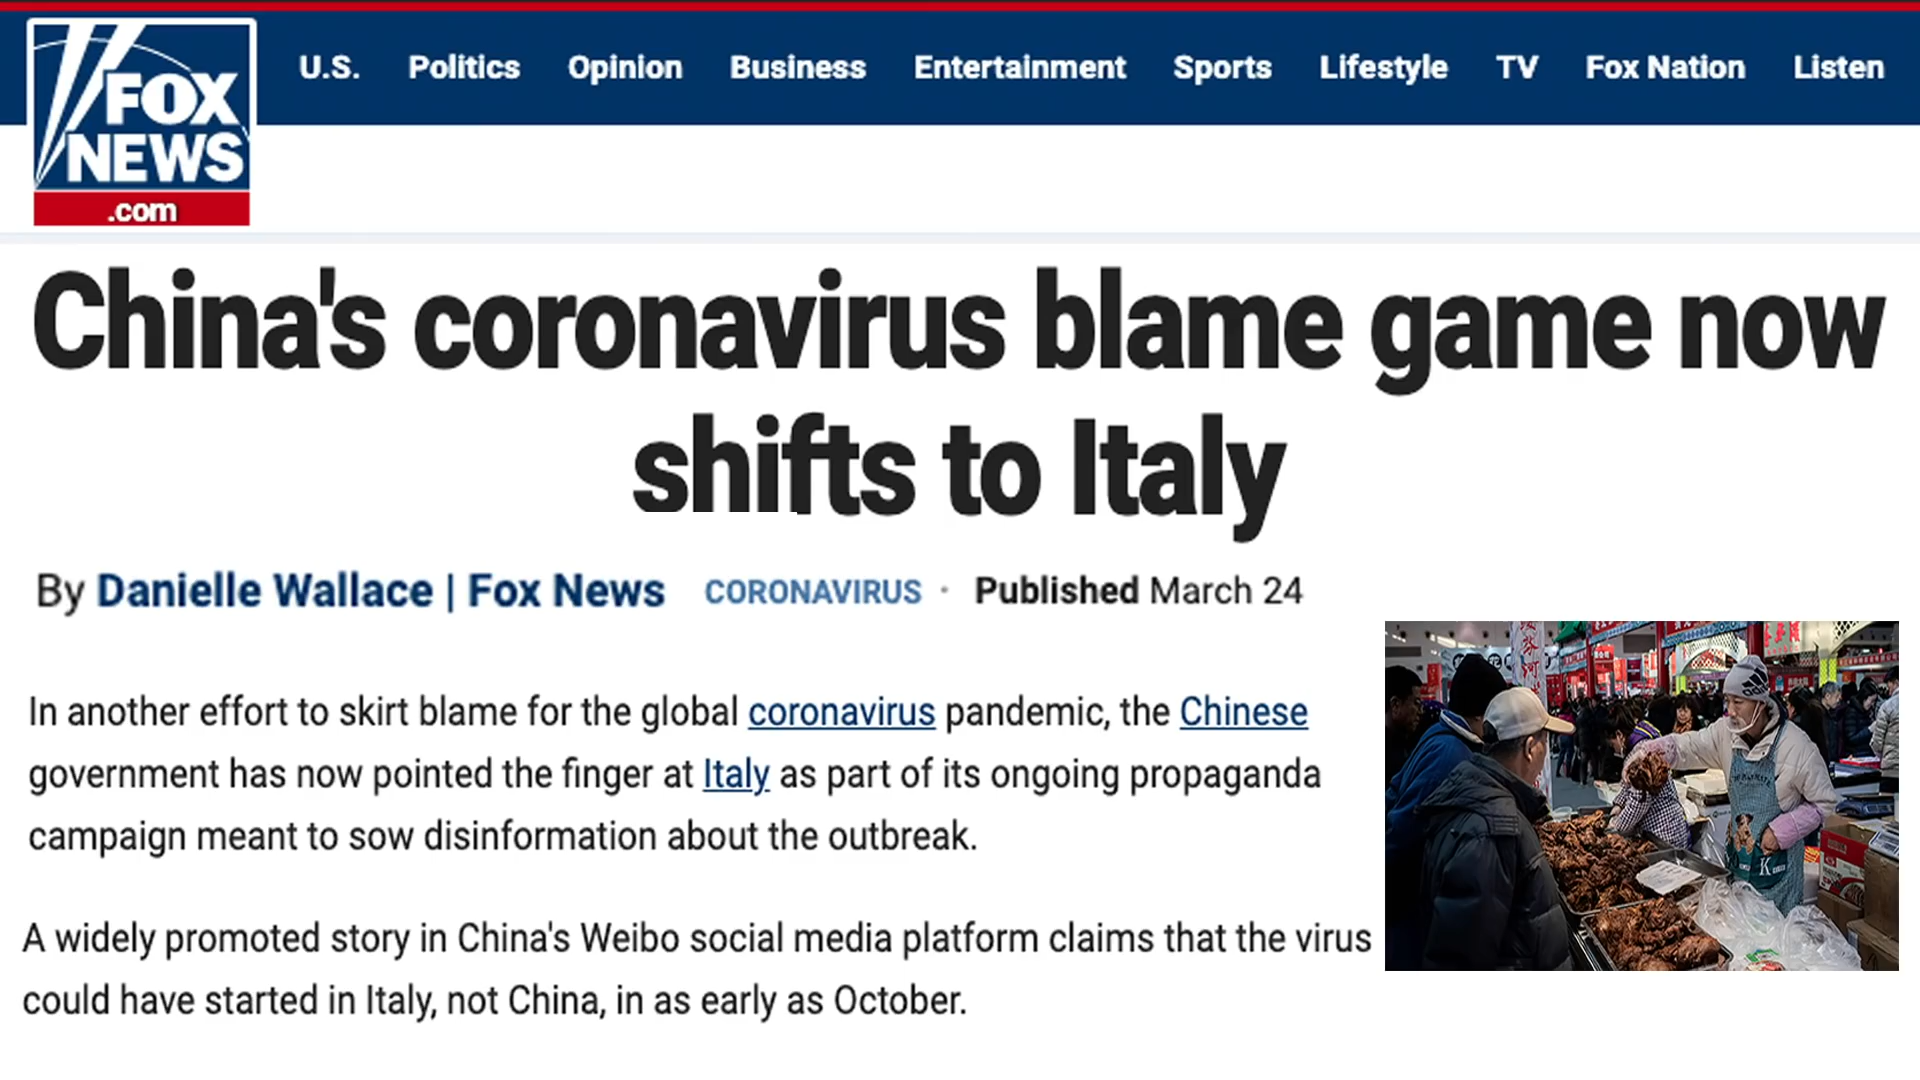 FOX
NEWS
.com
U.S. Politics Opinion Business Entertainment Sports Lifestyle TV Fox Nation Listen
China's coronavirus blame game now
shifts to Italy
By Danielle Wallace | Fox News CORONAVIRUS · Published March 24
In another effort to skirt blame for the global coronavirus pandemic, the Chinese
government has now pointed the finger at Italy as part of its ongoing propaganda
campaign meant to sow disinformation about the outbreak.
A widely promoted story in China's Weibo social media platform claims that the virus
could have started in Italy, not China, in as early as October.
adidas
K